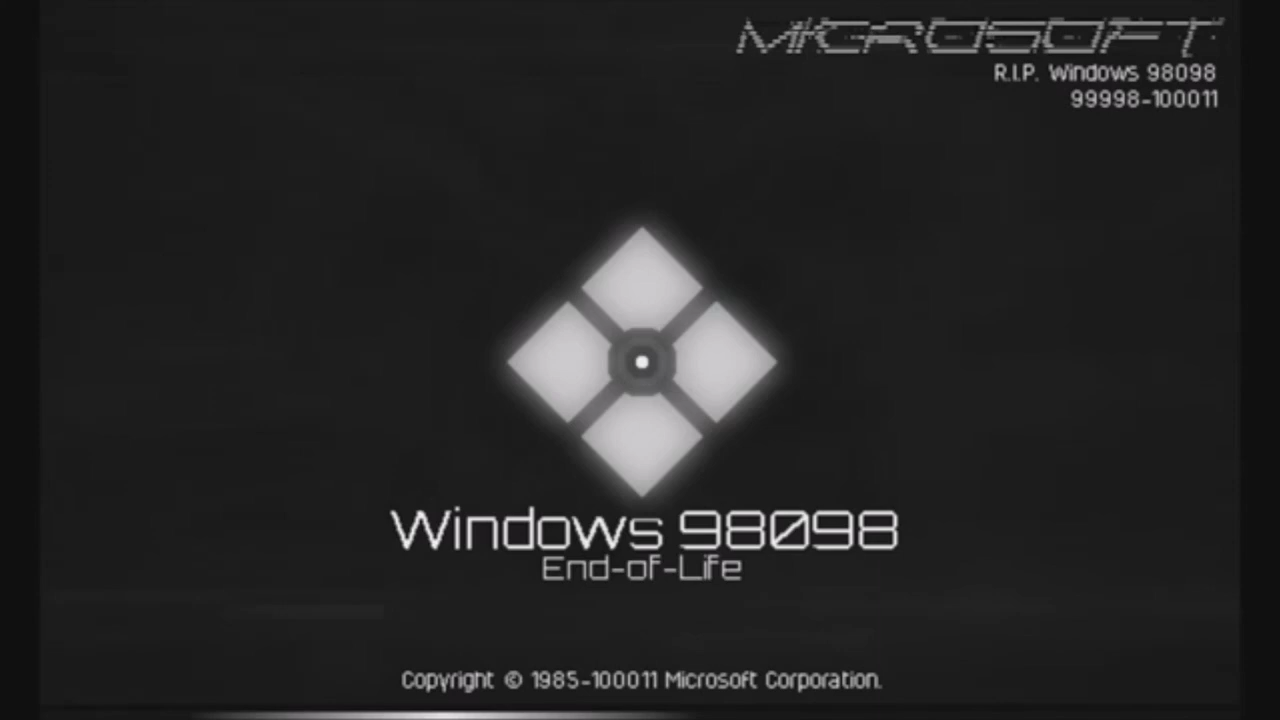 MICROSOFT
R.I.P. Windows 98098
99998-100011
Windows 98098
End-of-Life
Copyright © 1985-100011 Microsoft Corporation.